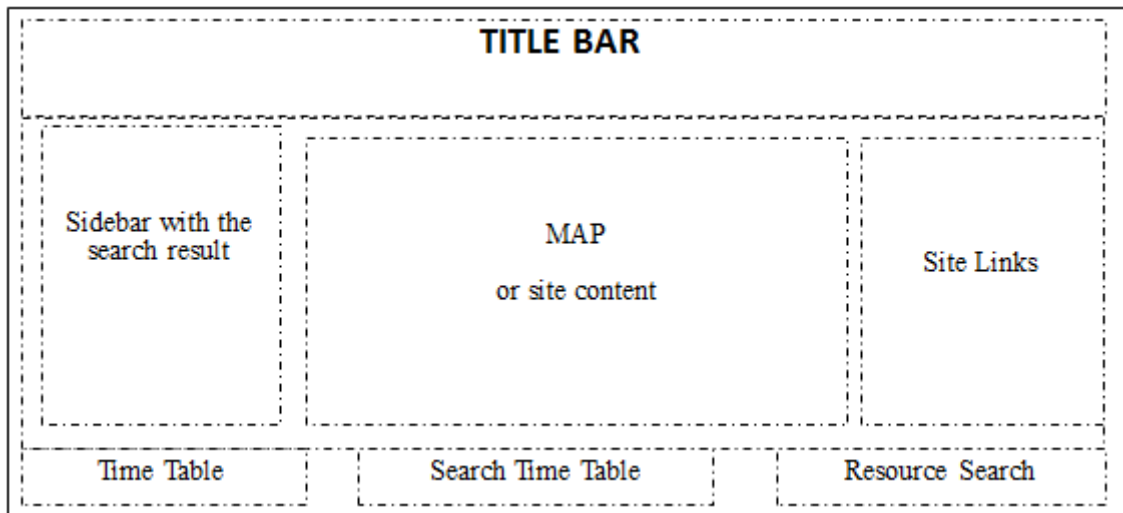 TITLE BAR
Sidebar with the
search result
MAP
or site content
Site Links
Time Table
Search Time Table
Resource Search